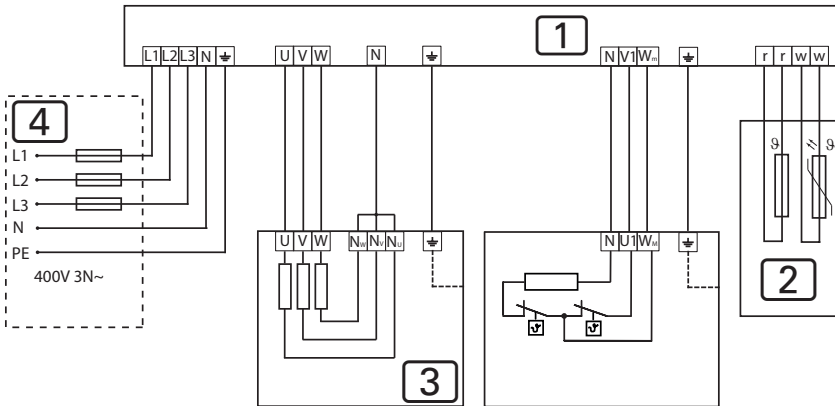 1
L1 L2 L3 N U V W N N V1 Wm r r w w
4
L1
L2
L3
N
PE
400V 3N~
U V W NW NV NU
N U1 WM
ϑ ϑ
ϑ ϑ
2
3